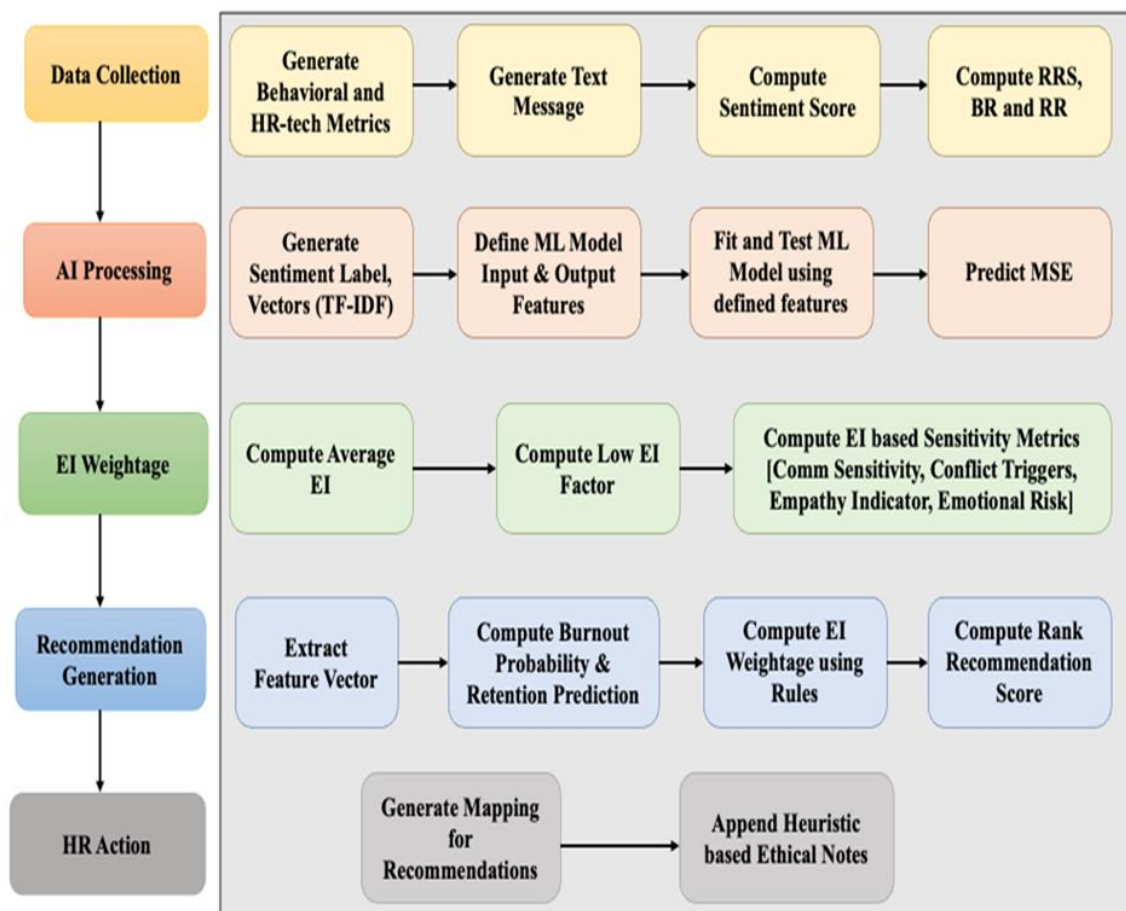 Data Collection
Generate
Behavioral and
HR-tech Metrics
Generate Text
Message
Compute
Sentiment Score
Compute RRS,
BR and RR
AI Processing
Generate
Sentiment Label,
Vectors (TF-IDF)
Define ML Model
Input & Output
Features
Fit and Test ML
Model using
defined features
Predict MSE
EI Weightage
Compute Average
EI
Compute Low EI
Factor
Compute EI based Sensitivity Metrics
[Comm Sensitivity, Conflict Triggers,
Empathy Indicator, Emotional Risk]
Recommendation
Generation
Extract
Feature Vector
Compute Burnout
Probability &
Retention Prediction
Compute EI
Weightage using
Rules
Compute Rank
Recommendation
Score
HR Action
Generate Mapping
for
Recommendations
Append Heuristic
based Ethical Notes